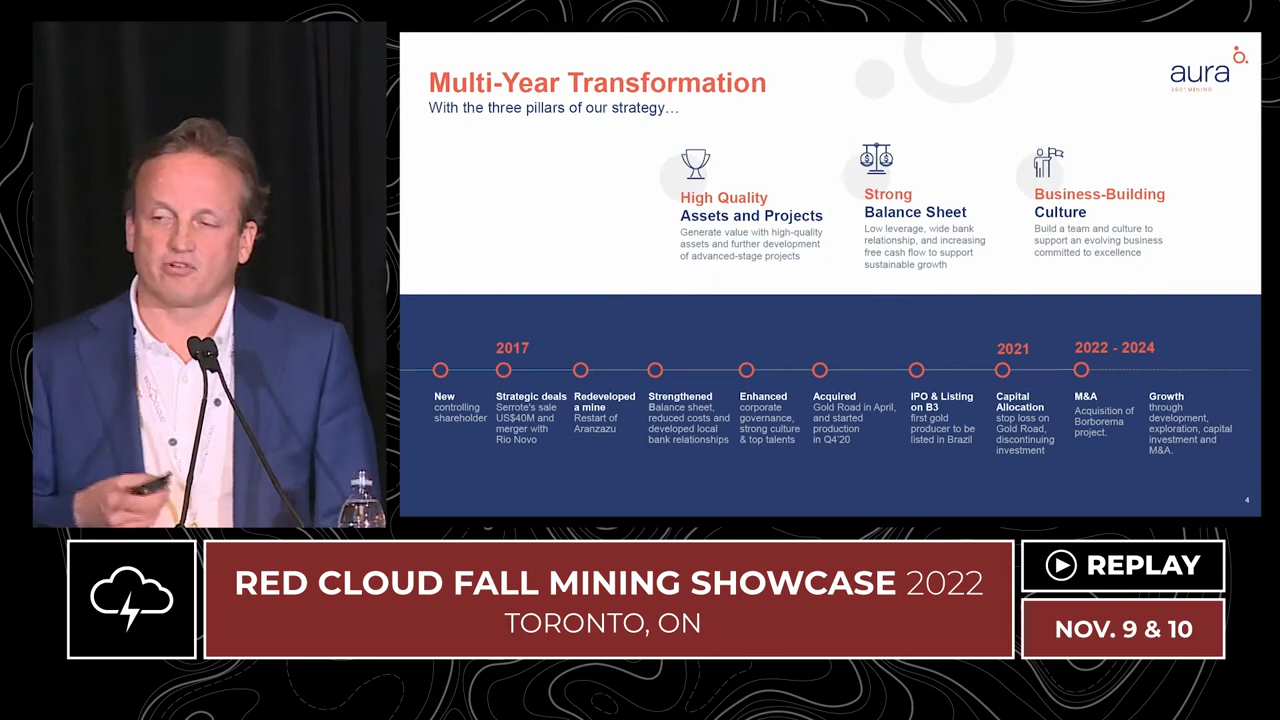 Multi-Year Transformation
With the three pillars of our strategy…
aura
360° MINING
High Quality
Assets and Projects
Generate value with high-quality
assets and further development
of advanced-stage projects
Strong
Balance Sheet
Low leverage, wide bank
relationship, and increasing
free cash flow to support
sustainable growth
Business-Building
Culture
Build a team and culture to
support an evolving business
committed to excellence
2017
2021
2022 - 2024
New
controlling
shareholder
Strategic deals
Serrote's sale
US$40M and
merger with
Rio Novo
Redeveloped
a mine
Restart of
Aranzazu
Strengthened
Balance sheet,
reduced costs and
developed local
bank relationships
Enhanced
corporate
governance,
strong culture
& top talents
Acquired
Gold Road in April,
and started
production
in Q4'20
IPO & Listing
on B3
first gold
producer to be
listed in Brazil
Capital
Allocation
stop loss on
Gold Road,
discontinuing
investment
M&A
Acquisition of
Borborema
project.
Growth
through
development,
exploration, capital
investment and
M&A.
4
RED CLOUD FALL MINING SHOWCASE 2022
TORONTO, ON
REPLAY
NOV. 9 & 10